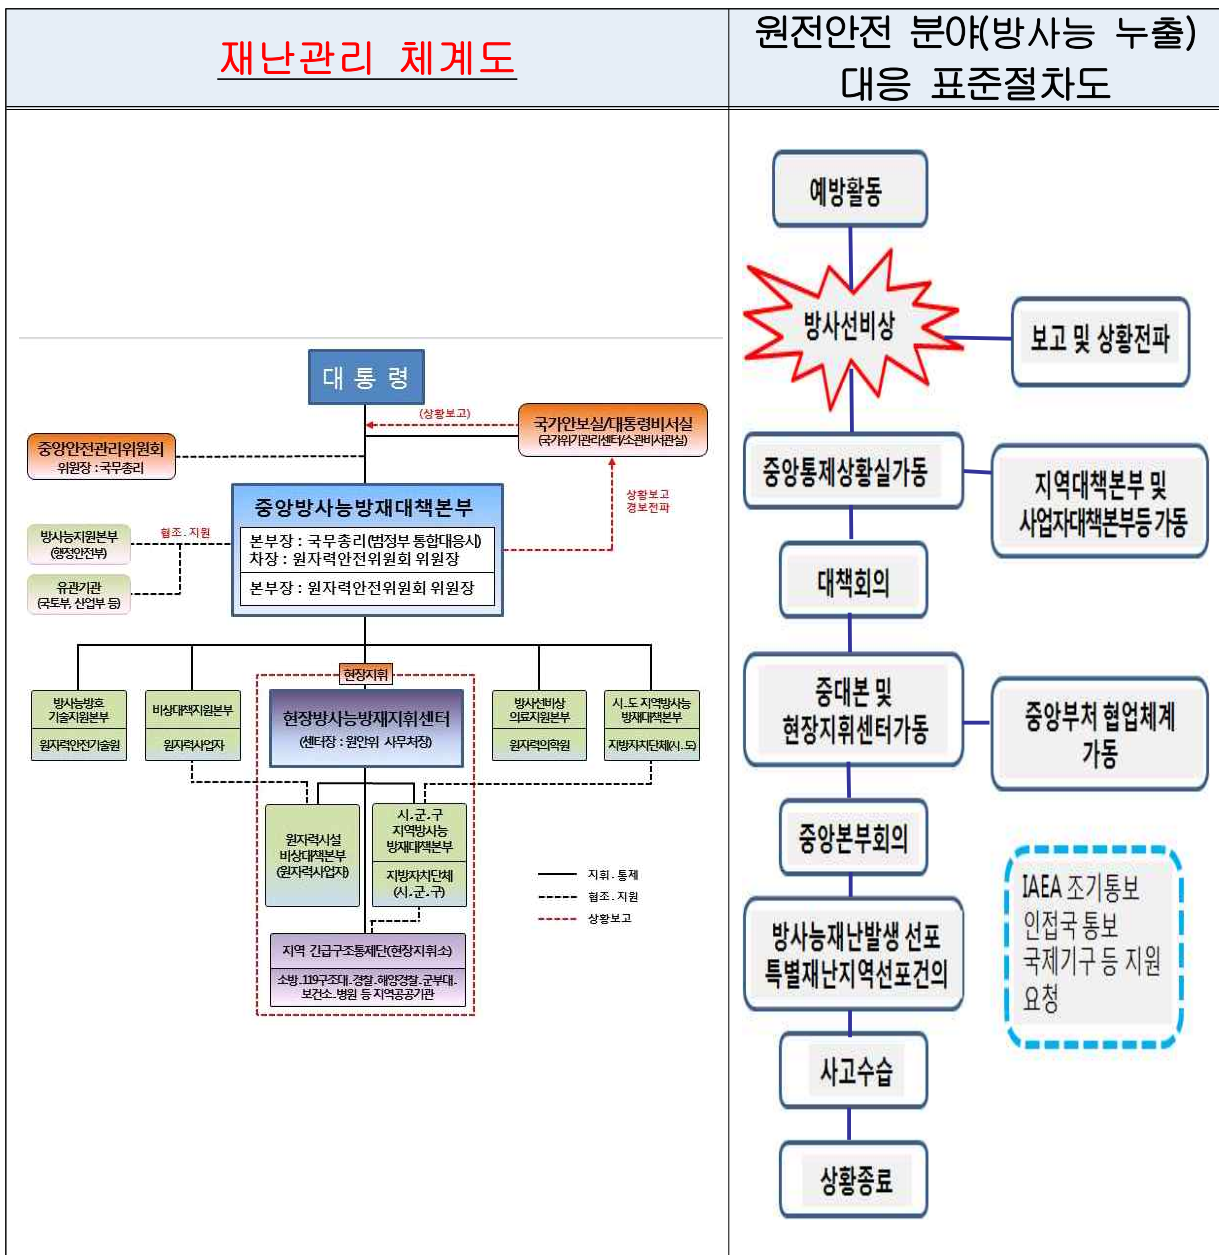 재난관리 체계도
원전안전 분야(방사능 누출)
대응 표준절차도
대 통 령
(상황보고)
국가안보실/대통령비서실
(국가위기관리센터/소관비서관실)
중앙안전관리위원회
위원장 : 국무총리
상황보고
경보전파
중앙방사능방재대책본부
본부장 : 국무총리(범정부 통합대응시)
차장 : 원자력안전위원회 위원장
본부장 : 원자력안전위원회 위원장
협조.지원
방사능지원본부
(행정안전부)
유관기관
(국토부, 산업부 등)
현장지휘
방사능방호
기술지원본부
원자력안전기술원
비상대책지원본부
원자력사업자
현장방사능방재지휘센터
(센터장 : 원안위 사무처장)
방사선비상
의료지원본부
원자력의학원
시.도 지역방사능
방재대책본부
지방자치단체(시.도)
원자력시설
비상대책본부
(원자력사업자)
시.군.구
지역방사능
방재대책본부
지방자치단체
(시.군.구)
지휘.통제
협조.지원
상황보고
지역 긴급구조통제단(현장지휘소)
소방.119구조대.경찰.해양경찰.군부대.
보건소.병원 등 지역공공기관
예방활동
방사선비상
보고 및 상황전파
중앙통제상황실가동
지역대책본부 및
사업자대책본부등 가동
대책회의
중대본 및
현장지휘센터가동
중앙부처 협업체계
가동
중앙본부회의
IAEA 조기통보
인접국 통보
국제기구 등 지원
요청
방사능재난발생 선포
특별재난지역선포건의
사고수습
상황종료